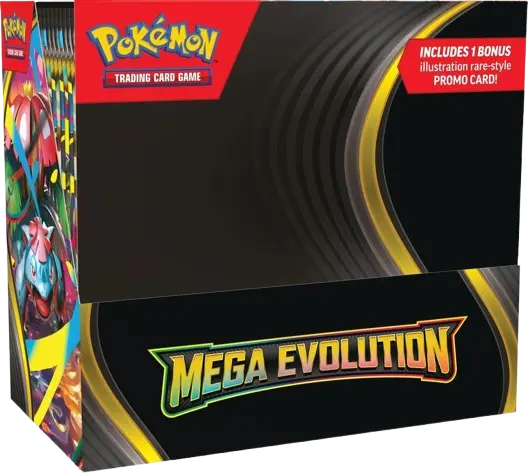 POKÉMON
TRADING CARD GAME
INCLUDES 1 BONUS
illustration rare-style
PROMO CARD!
MEGA EVOLUTION